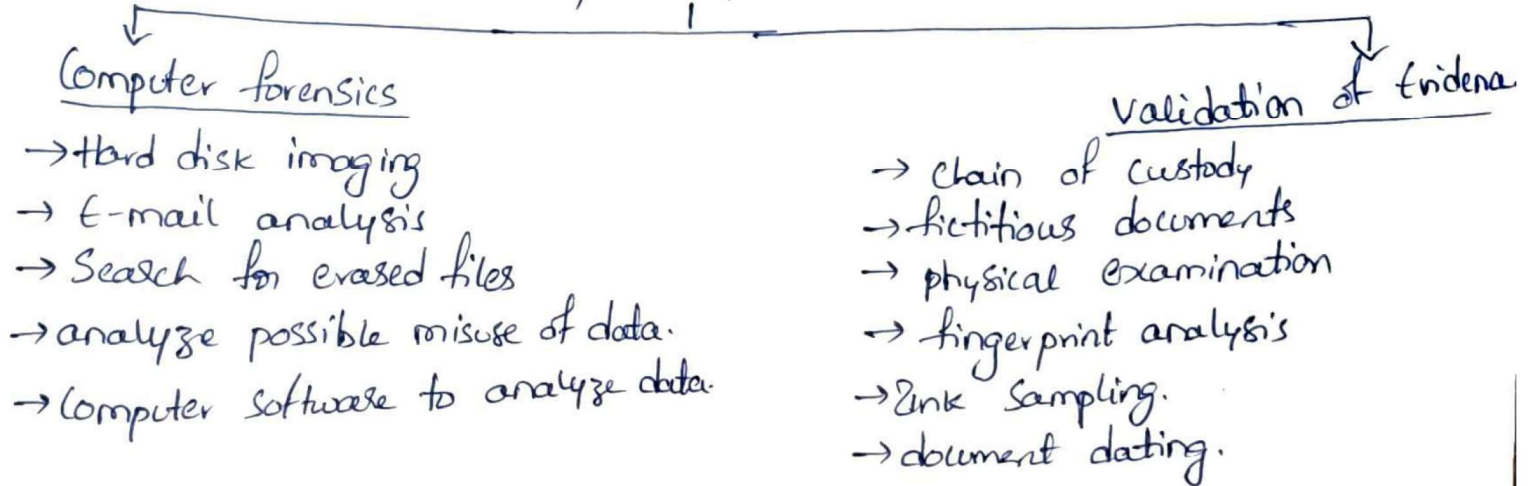 Computer forensics
→ Hard disk imaging
→ E-mail analysis
→ Search for erased files
→ analyze possible misuse of data.
→ Computer software to analyze data.
Validation of Evidence
→ chain of custody
→ fictitious documents
→ physical examination
→ fingerprint analysis
→ Ink sampling.
→ document dating.